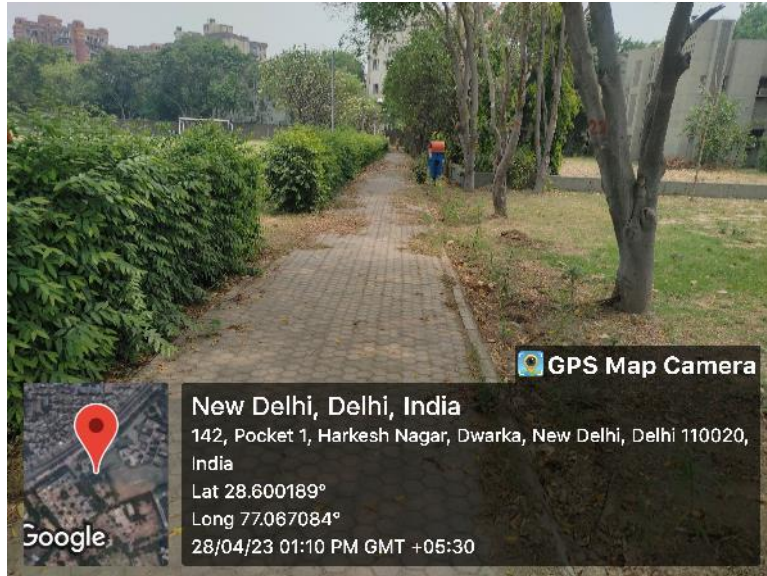 GPS Map Camera
New Delhi, Delhi, India
142, Pocket 1, Harkesh Nagar, Dwarka, New Delhi, Delhi 110020,
India
Lat 28.600189°
Long 77.067084°
28/04/23 01:10 PM GMT +05:30
Google